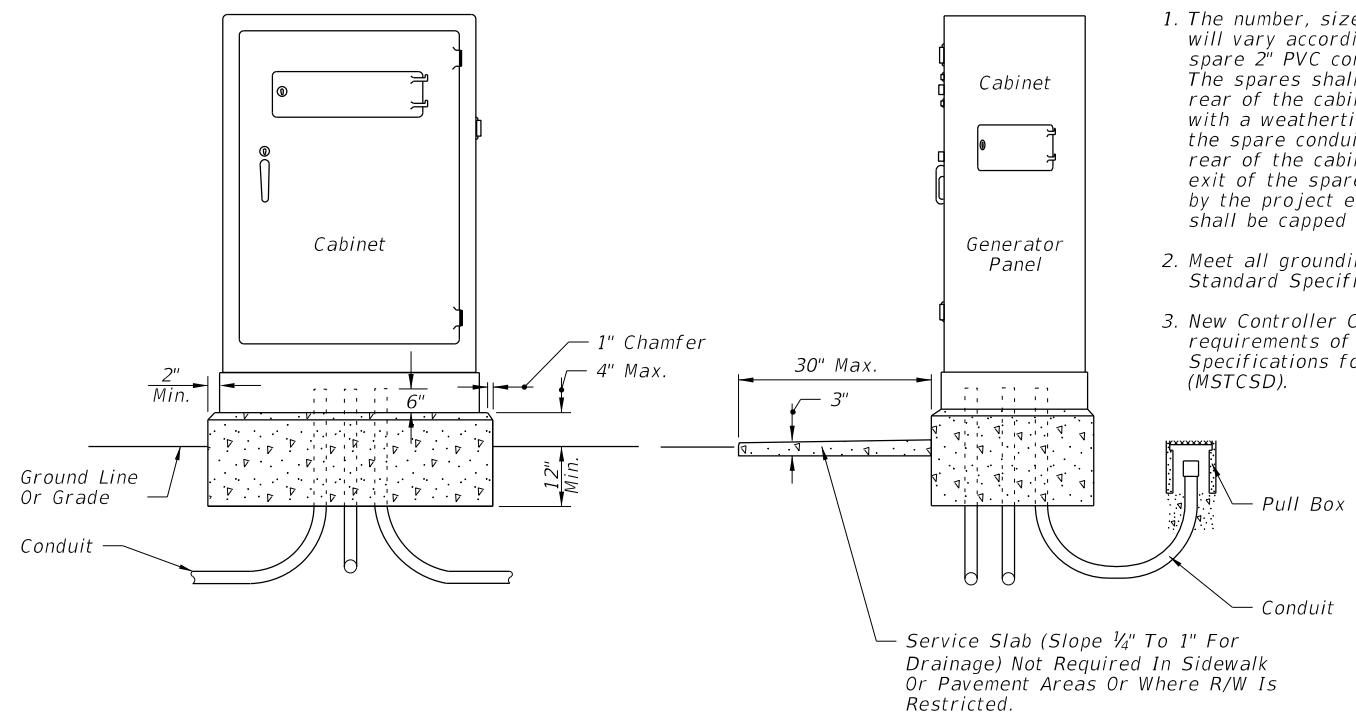 Cabinet
2"
Min.
6"
1" Chamfer
4" Max.
12"
Min.
Ground Line
Or Grade
Conduit
Cabinet
Generator
Panel
30" Max.
3"
Pull Box
Conduit
Service Slab (Slope ¼" To 1" For
Drainage) Not Required In Sidewalk
Or Pavement Areas Or Where R/W Is
Restricted.
1. The number, size
will vary accordi
spare 2" PVC co
The spares shall
rear of the cabi
with a weatherti
the spare condui
rear of the cabi
exit of the spare
by the project e
shall be capped
2. Meet all groundi
Standard Specifi
3. New Controller C
requirements of
Specifications fo
(MSTCSD).